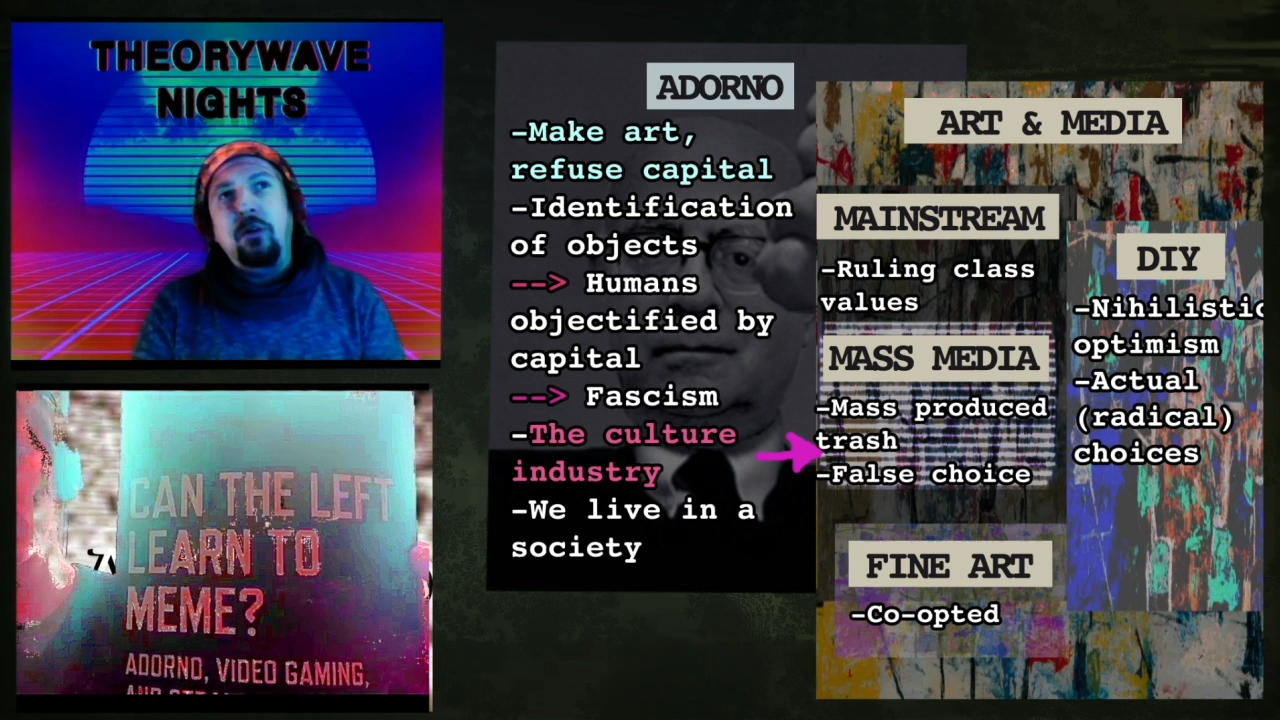 THEORYWAVE
NIGHTS
CAN THE LEFT
LEARN TO
MEME?
ADORNO, VIDEO GAMING,
ADORNO
-Make art,
refuse capital
-Identification
of objects
--> Humans
objectified by
capital
--> Fascism
-The culture
industry
-We live in a
society
ART & MEDIA
MAINSTREAM
-Ruling class
values
MASS MEDIA
-Mass produced
trash
-False choice
FINE ART
-Co-opted
DIY
-Nihilistic
optimism
-Actual
(radical)
choices